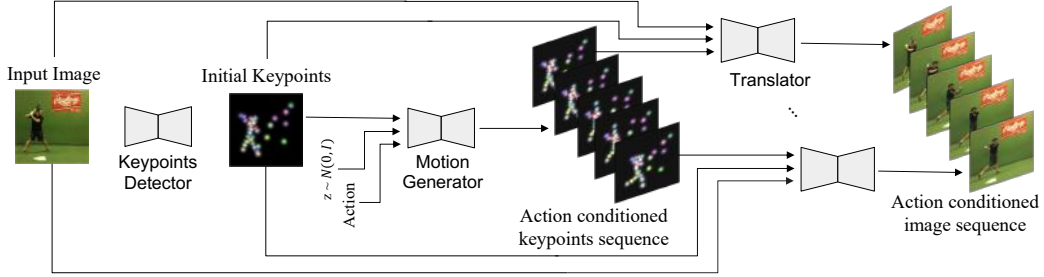 Input Image
Keypoints
Detector
Initial Keypoints
z ~ N(0,I)
Action
Motion
Generator
Action conditioned
keypoints sequence
Translator
Action conditioned
image sequence
Rawlings